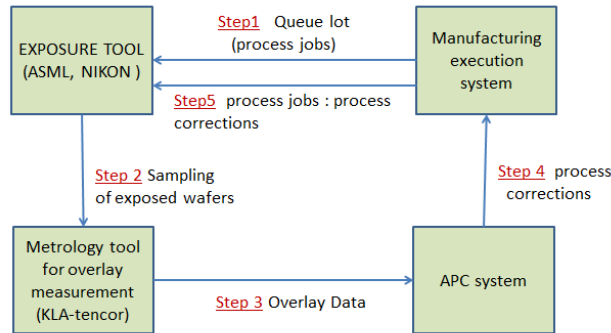 EXPOSURE TOOL
(ASML, NIKON )
Step1 Queue lot
(process jobs)
Manufacturing
execution
system
Step5 process jobs : process
corrections
Step 2 Sampling
of exposed wafers
Step 4 process
corrections
Metrology tool
for overlay
measurement
(KLA-tencor)
Step 3 Overlay Data
APC system